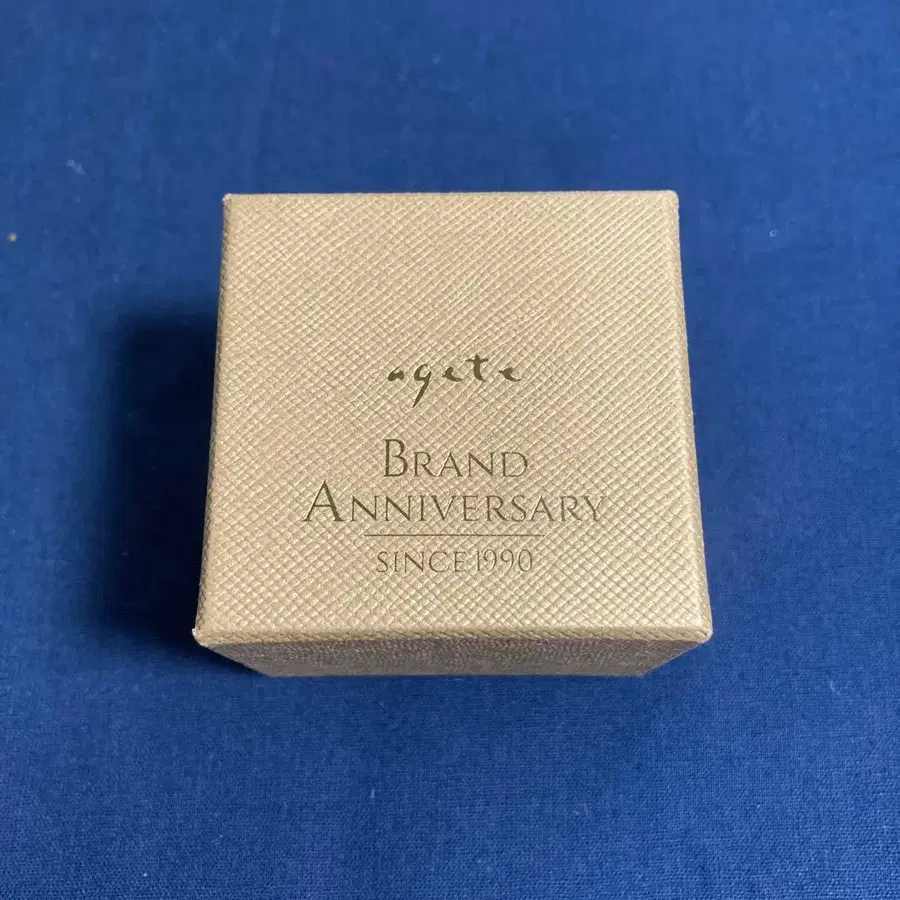 agete
BRAND
ANNIVERSARY
SINCE 1990